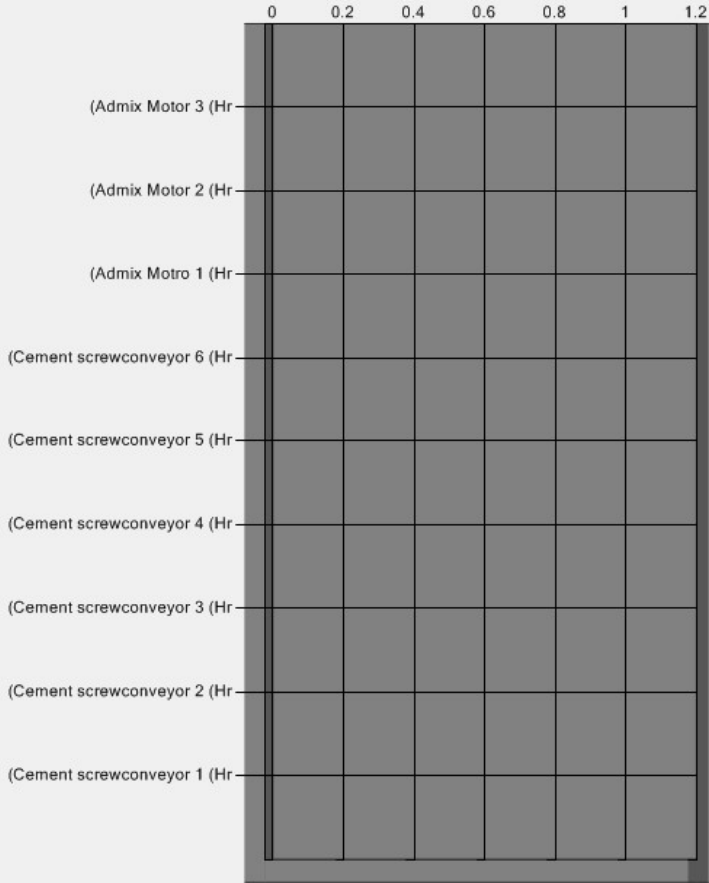 0 0.2 0.4 0.6 0.8 1 1.2
(Admix Motor 3 (Hr
(Admix Motor 2 (Hr
(Admix Motro 1 (Hr
(Cement screwconveyor 6 (Hr
(Cement screwconveyor 5 (Hr
(Cement screwconveyor 4 (Hr
(Cement screwconveyor 3 (Hr
(Cement screwconveyor 2 (Hr
(Cement screwconveyor 1 (Hr